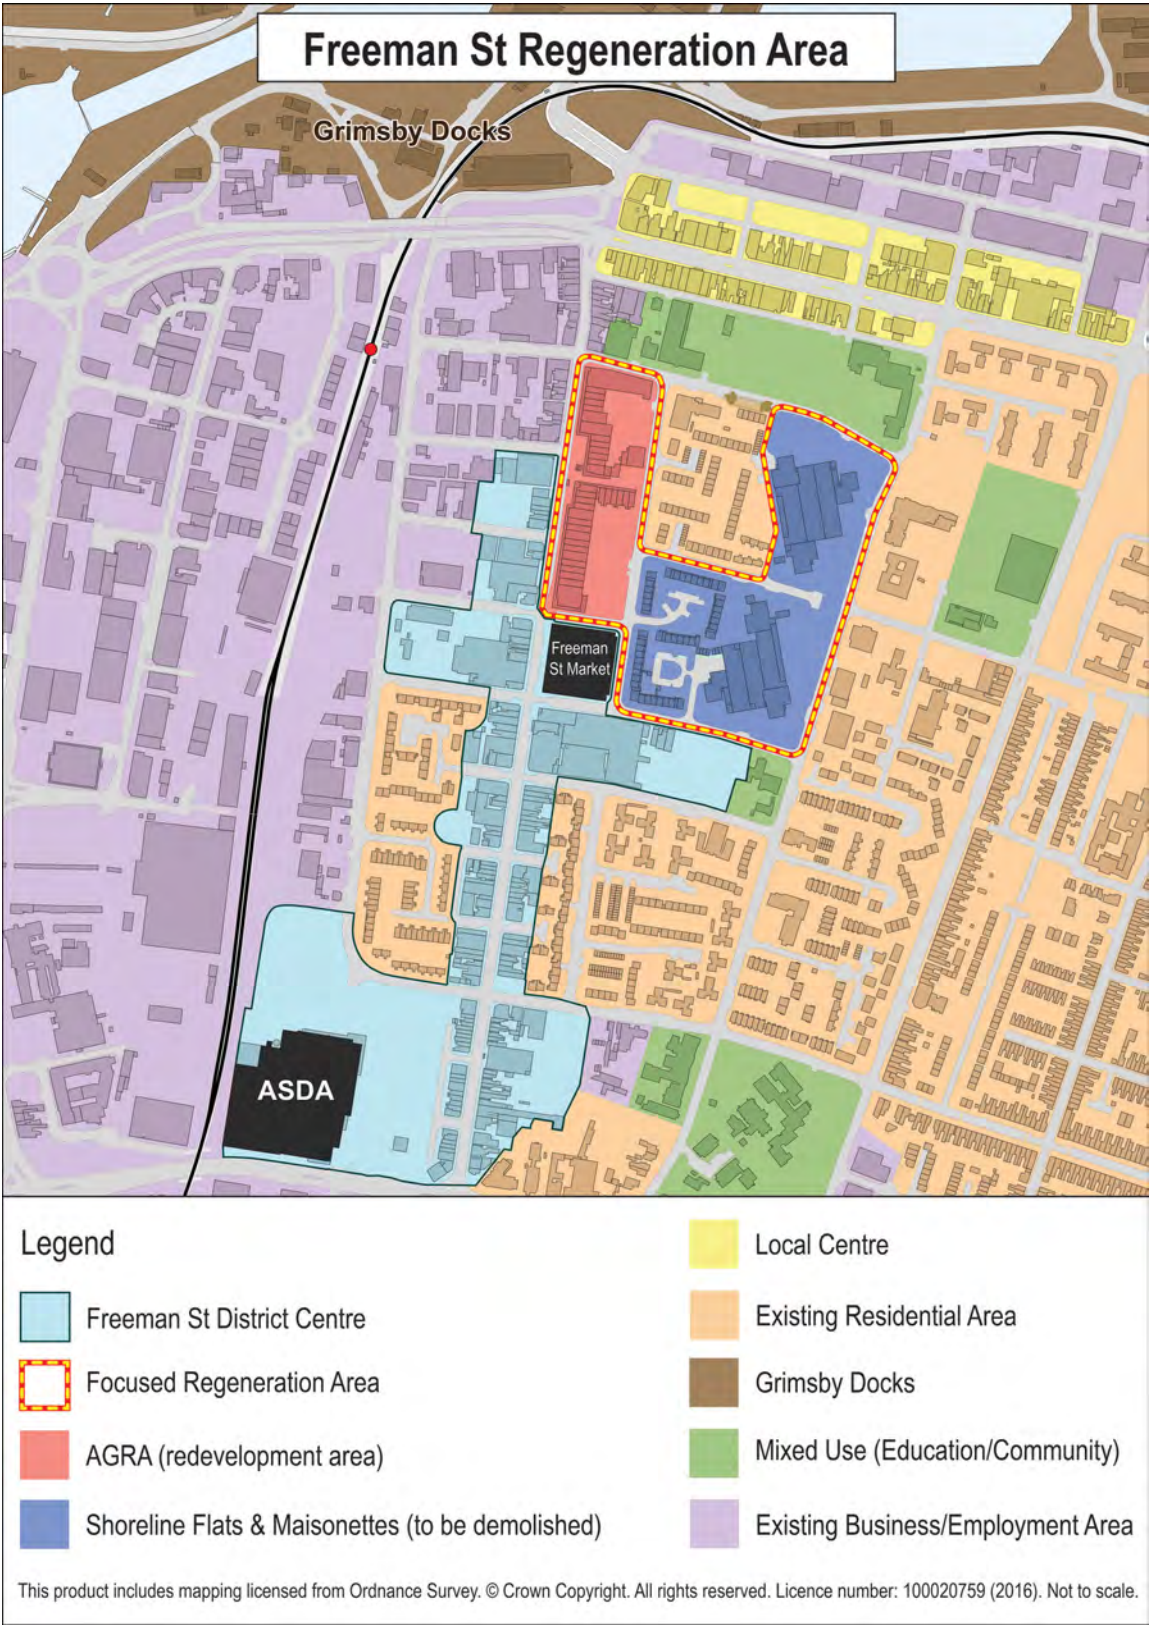 Freeman St Regeneration Area
Grimsby Docks
Freeman
St Market
ASDA
Legend
Freeman St District Centre
Focused Regeneration Area
AGRA (redevelopment area)
Shoreline Flats & Maisonettes (to be demolished)
Local Centre
Existing Residential Area
Grimsby Docks
Mixed Use (Education/Community)
Existing Business/Employment Area
This product includes mapping licensed from Ordnance Survey. © Crown Copyright. All rights reserved. Licence number: 100020759 (2016). Not to scale.